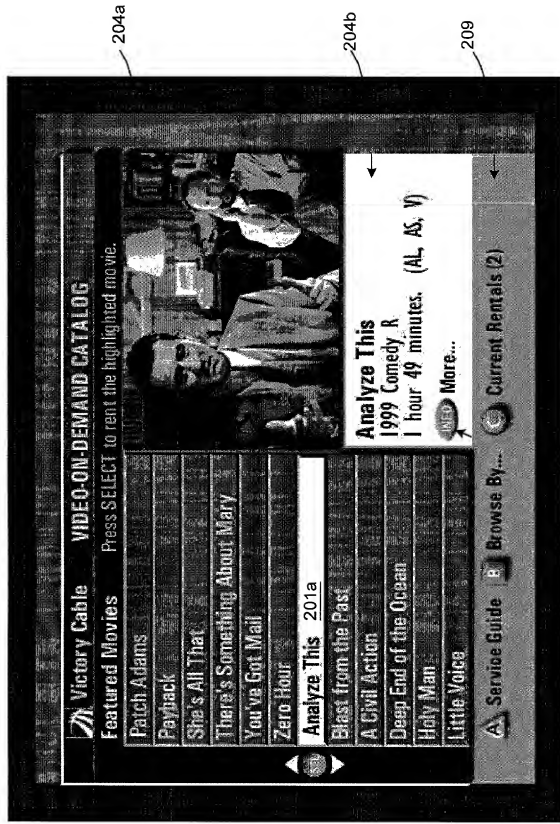 Victory Cable VIDEO-ON-DEMAND CATALOG
Featured Movies Press SELECT to rent the highlighted movie.
Patch Adams
Payback
She's All That
There's Something About Mary
You've Got Mail
Zero Hour
Analyze This 201a
Blast from the Past
A Civil Action
Deep End of the Ocean
Holy Man
Little Voice
Analyze This
1999 Comedy R
1 hour 49 minutes. (AL, AS, V)
INFO More...
A Service Guide B Browse By... C Current Rentals (2)
204a
204b
209